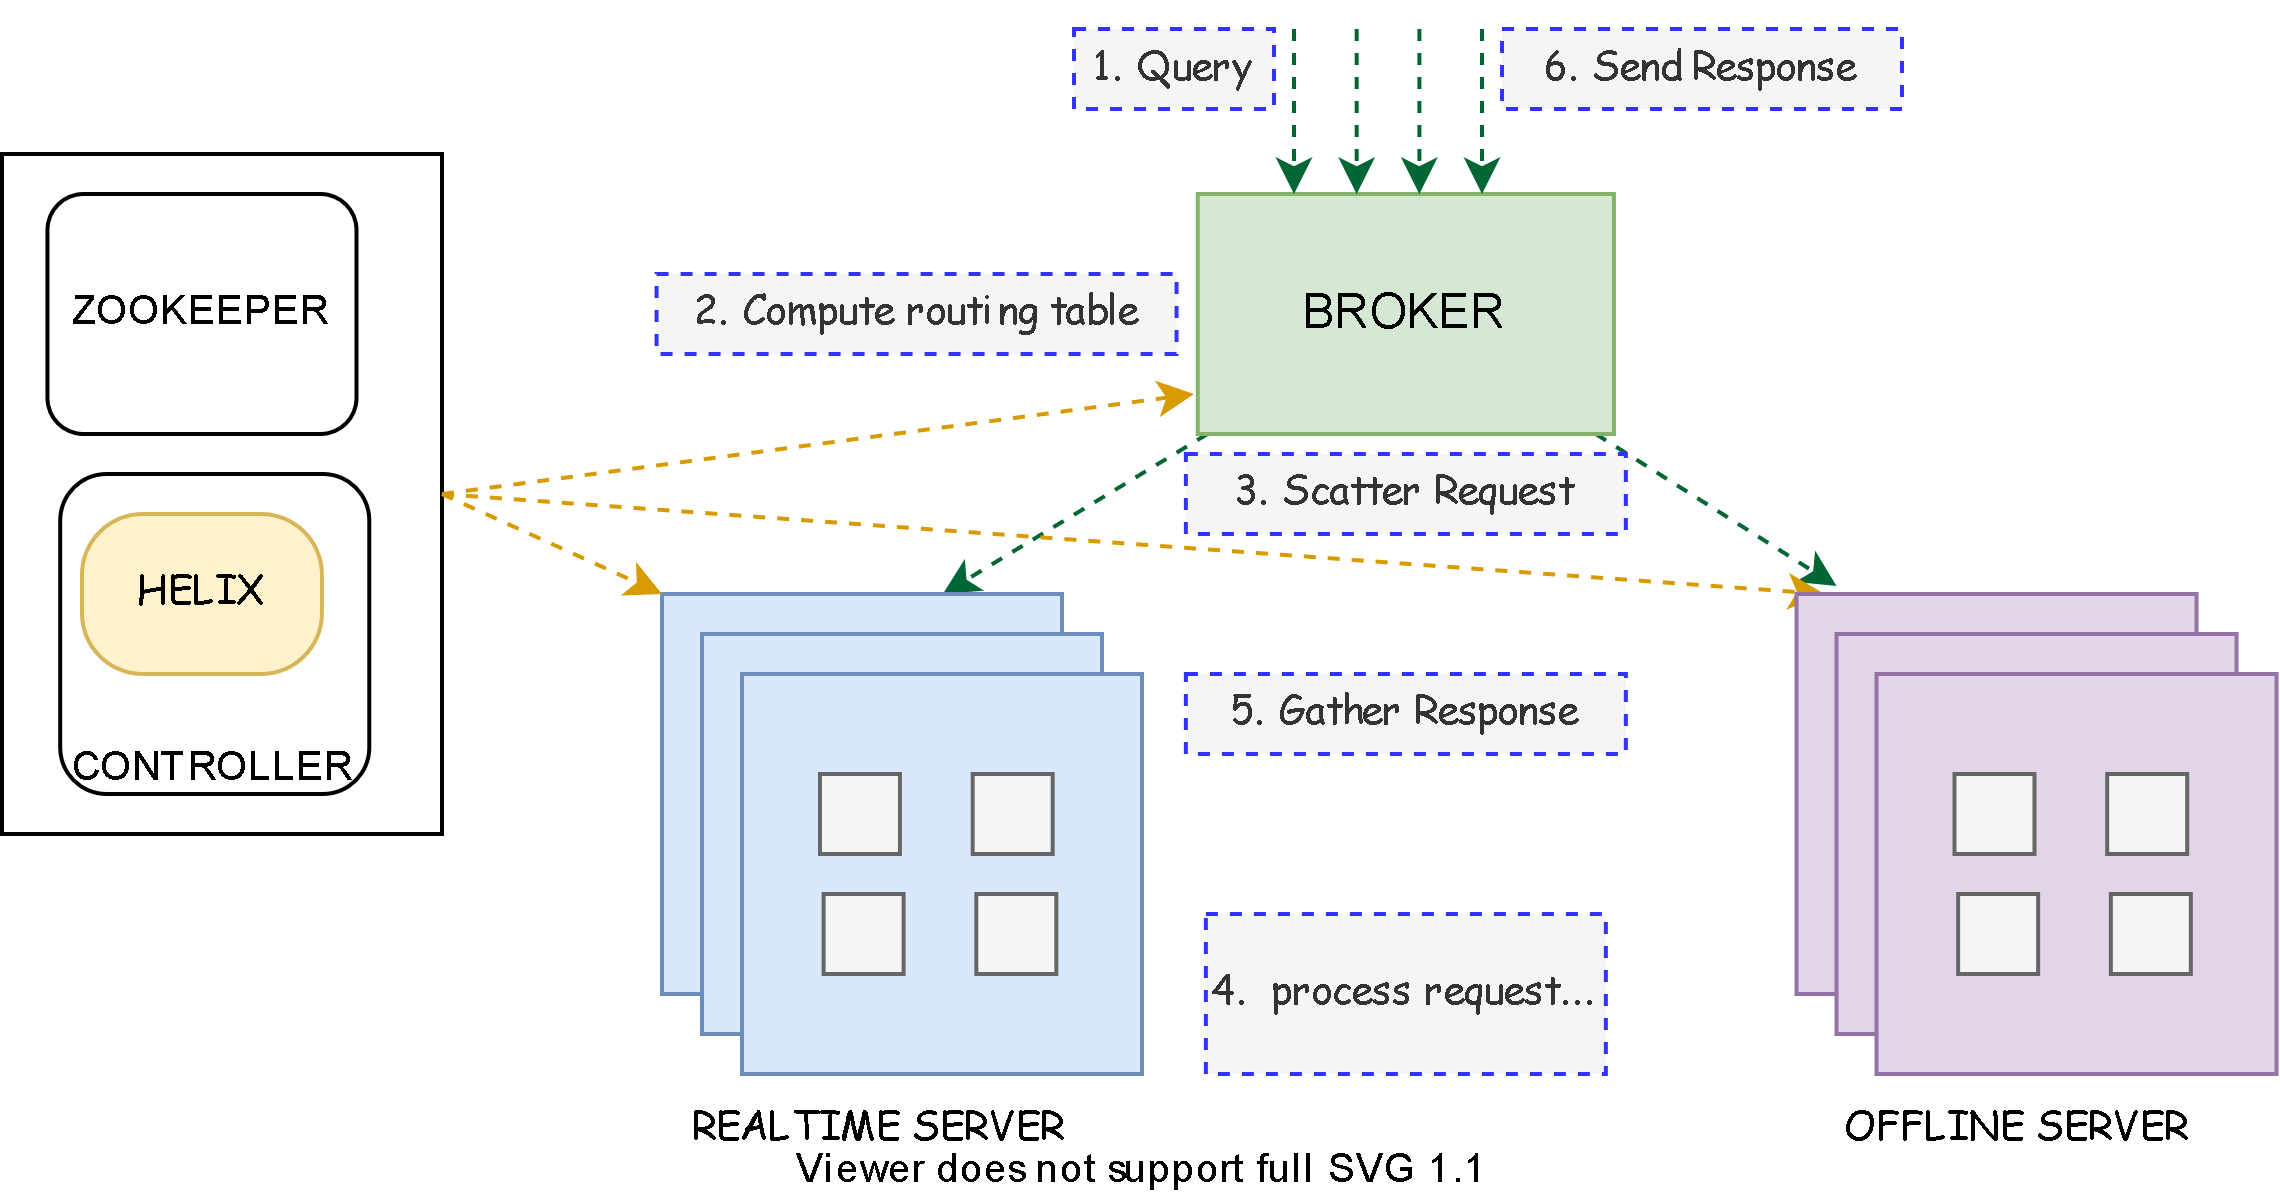 1. Query
6. Send Response
ZOOKEEPER
2. Compute routing table
BROKER
3. Scatter Request
HELIX
5. Gather Response
CONTROLLER
4. process request...
REALTIME SERVER
OFFLINE SERVER
Viewer does not support full SVG 1.1